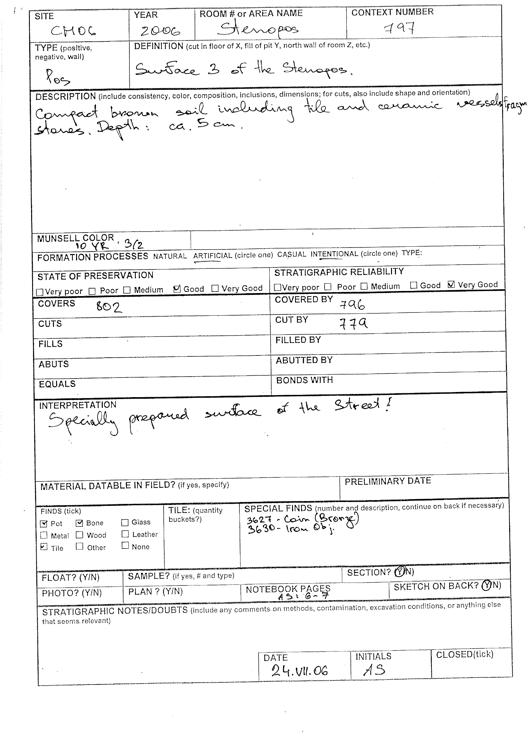 SITE YEAR ROOM # or AREA NAME CONTEXT NUMBER
CH06 2006 Stenopos 797
TYPE (positive, negative, wall) DEFINITION (cut in floor of X, fill of pit Y, north wall of room Z, etc.)
Pos Surface 3 of the Stenopos.
DESCRIPTION (include consistency, color, composition, inclusions, dimensions; for cuts, also include shape and orientation)
Compact brown soil including tile and ceramic vessels fragm
stones. Depth: ca. 5 cm.
MUNSELL COLOR
10 YR 3/2
FORMATION PROCESSES NATURAL ARTIFICIAL (circle one) CASUAL INTENTIONAL (circle one) TYPE:
STATE OF PRESERVATION STRATIGRAPHIC RELIABILITY
☐Very poor ☐ Poor ☐ Medium ☑ Good ☐ Very Good ☐Very poor ☐ Poor ☐ Medium ☐ Good ☑ Very Good
COVERS 802 COVERED BY 796
CUTS CUT BY 779
FILLS FILLED BY
ABUTS ABUTTED BY
EQUALS BONDS WITH
INTERPRETATION
Specially prepared surface of the Street!
MATERIAL DATABLE IN FIELD? (if yes, specify) PRELIMINARY DATE
FINDS (tick) TILE: (quantity buckets?) SPECIAL FINDS (number and description, continue on back if necessary)
☑ Pot ☑ Bone ☐ Glass 3627 - Coin (Bronze)
☐ Metal ☐ Wood ☐ Leather 3630 - Iron Obj.
☑ Tile ☐ Other ☐ None
FLOAT? (Y/N) SAMPLE? (if yes, # and type) SECTION? (Y/N)
PHOTO? (Y/N) PLAN ? (Y/N) NOTEBOOK PAGES SKETCH ON BACK? (Y/N)
AS: 6-7
STRATIGRAPHIC NOTES/DOUBTS (include any comments on methods, contamination, excavation conditions, or anything else
that seems relevant)
DATE INITIALS CLOSED(tick)
24.VII.06 AS